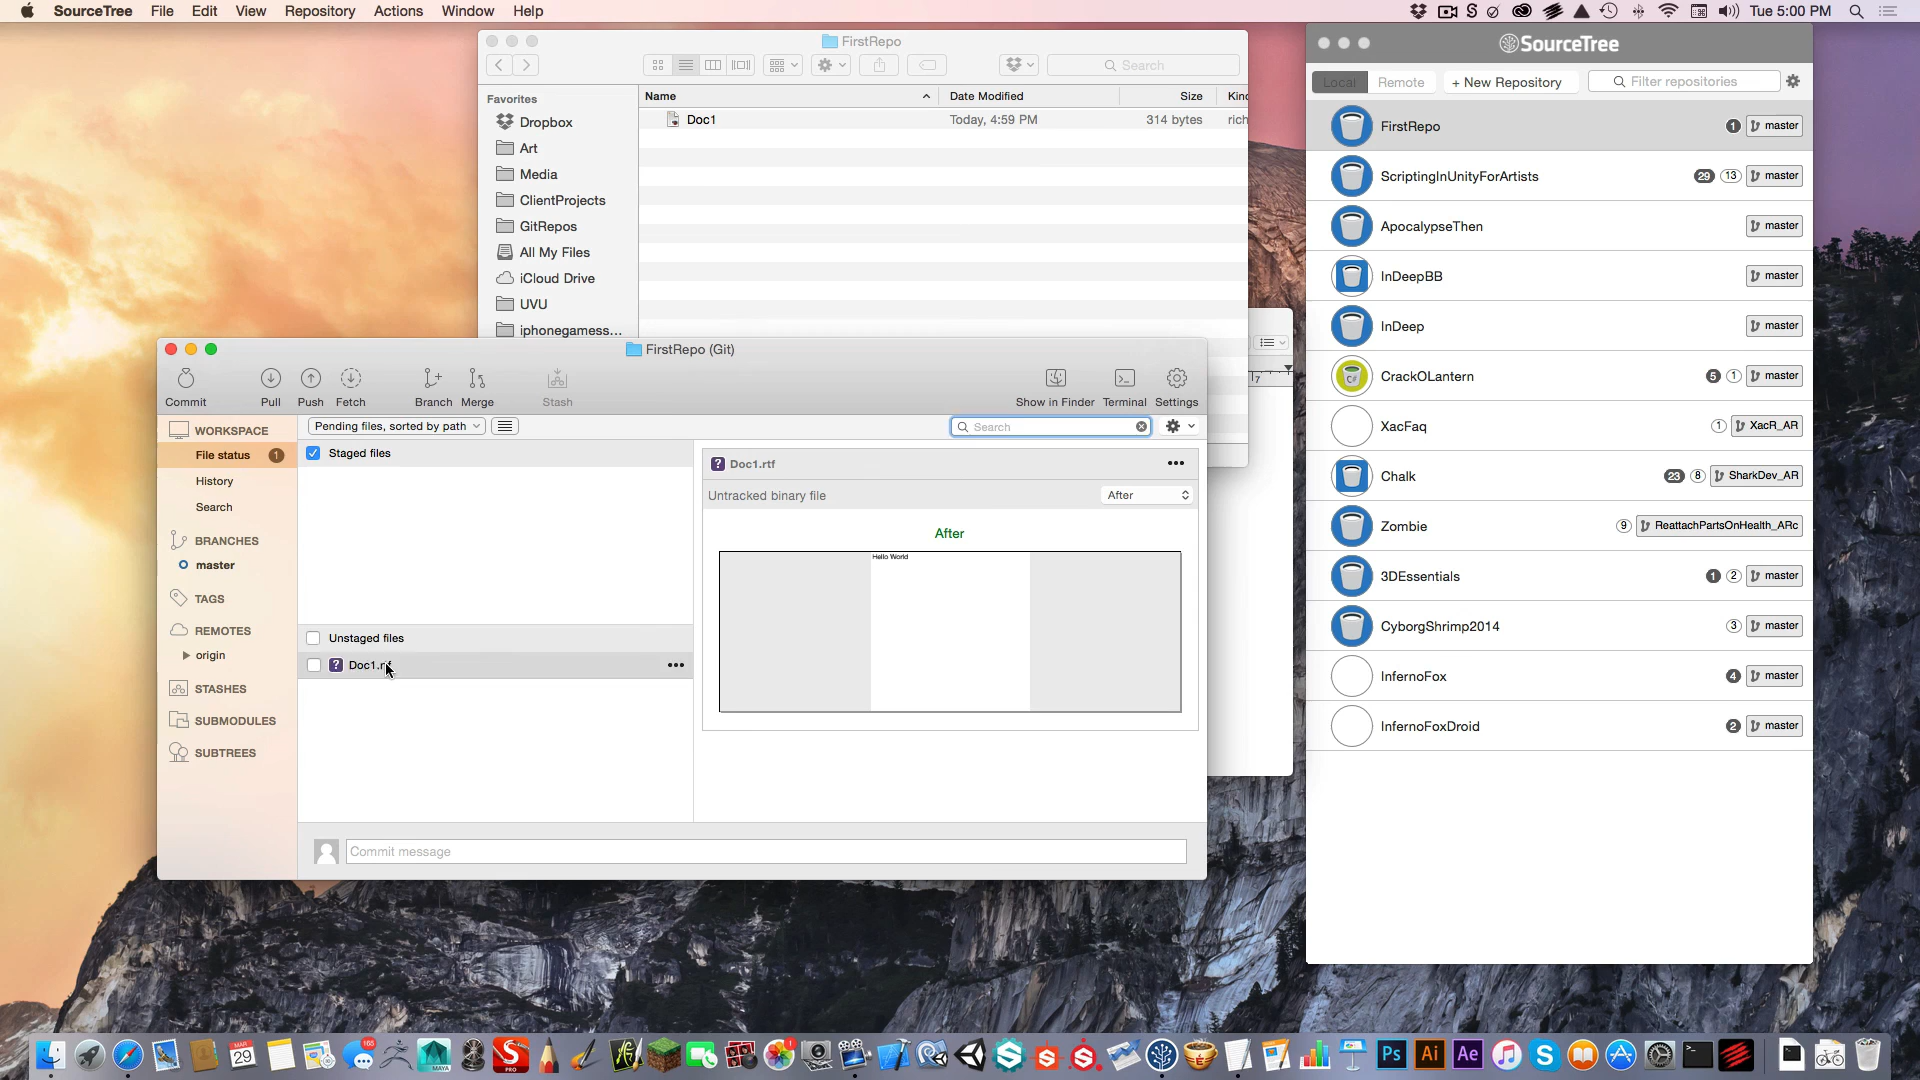 SourceTree File Edit View Repository Actions Window Help
Tue 5:00 PM
FirstRepo
Search
Favorites
Dropbox
Art
Media
ClientProjects
GitRepos
All My Files
iCloud Drive
UVU
iphonegamess...
Name Date Modified Size
Doc1 Today, 4:59 PM 314 bytes rich
SourceTree
Local Remote + New Repository Filter repositories
FirstRepo 1 master
ScriptingInUnityForArtists 29 13 master
ApocalypseThen master
InDeepBB master
InDeep master
C#
CrackOLantern 5 1 master
XacFaq 1 XacR_AR
Chalk 23 8 SharkDev_AR
Zombie 9 ReattachPartsOnHealth_ARc
3DEssentials 1 2 master
CyborgShrimp2014 3 master
InfernoFox 4 master
InfernoFoxDroid 2 master
7
FirstRepo (Git)
Commit Pull Push Fetch Branch Merge Stash Show in Finder Terminal Settings
WORKSPACE
File status 1
History
Search
BRANCHES
master
TAGS
REMOTES
origin
STASHES
SUBMODULES
SUBTREES
Pending files, sorted by path
Search
Staged files
Unstaged files
? 
? Doc1.rtf
Untracked binary file After
After
Hello World
Commit message
MAR
29
165
MAYA
PRO
1
Ps
Ai
Ae